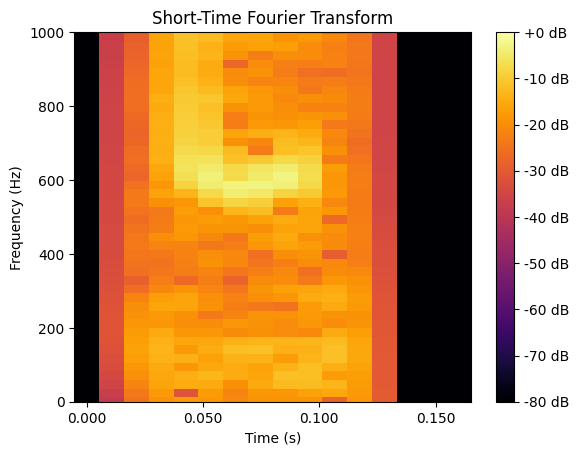 Short-Time Fourier Transform
1000
800
600
400
200
0
Frequency (Hz)
0.000
0.050
0.100
0.150
Time (s)
+0 dB
-10 dB
-20 dB
-30 dB
-40 dB
-50 dB
-60 dB
-70 dB
-80 dB